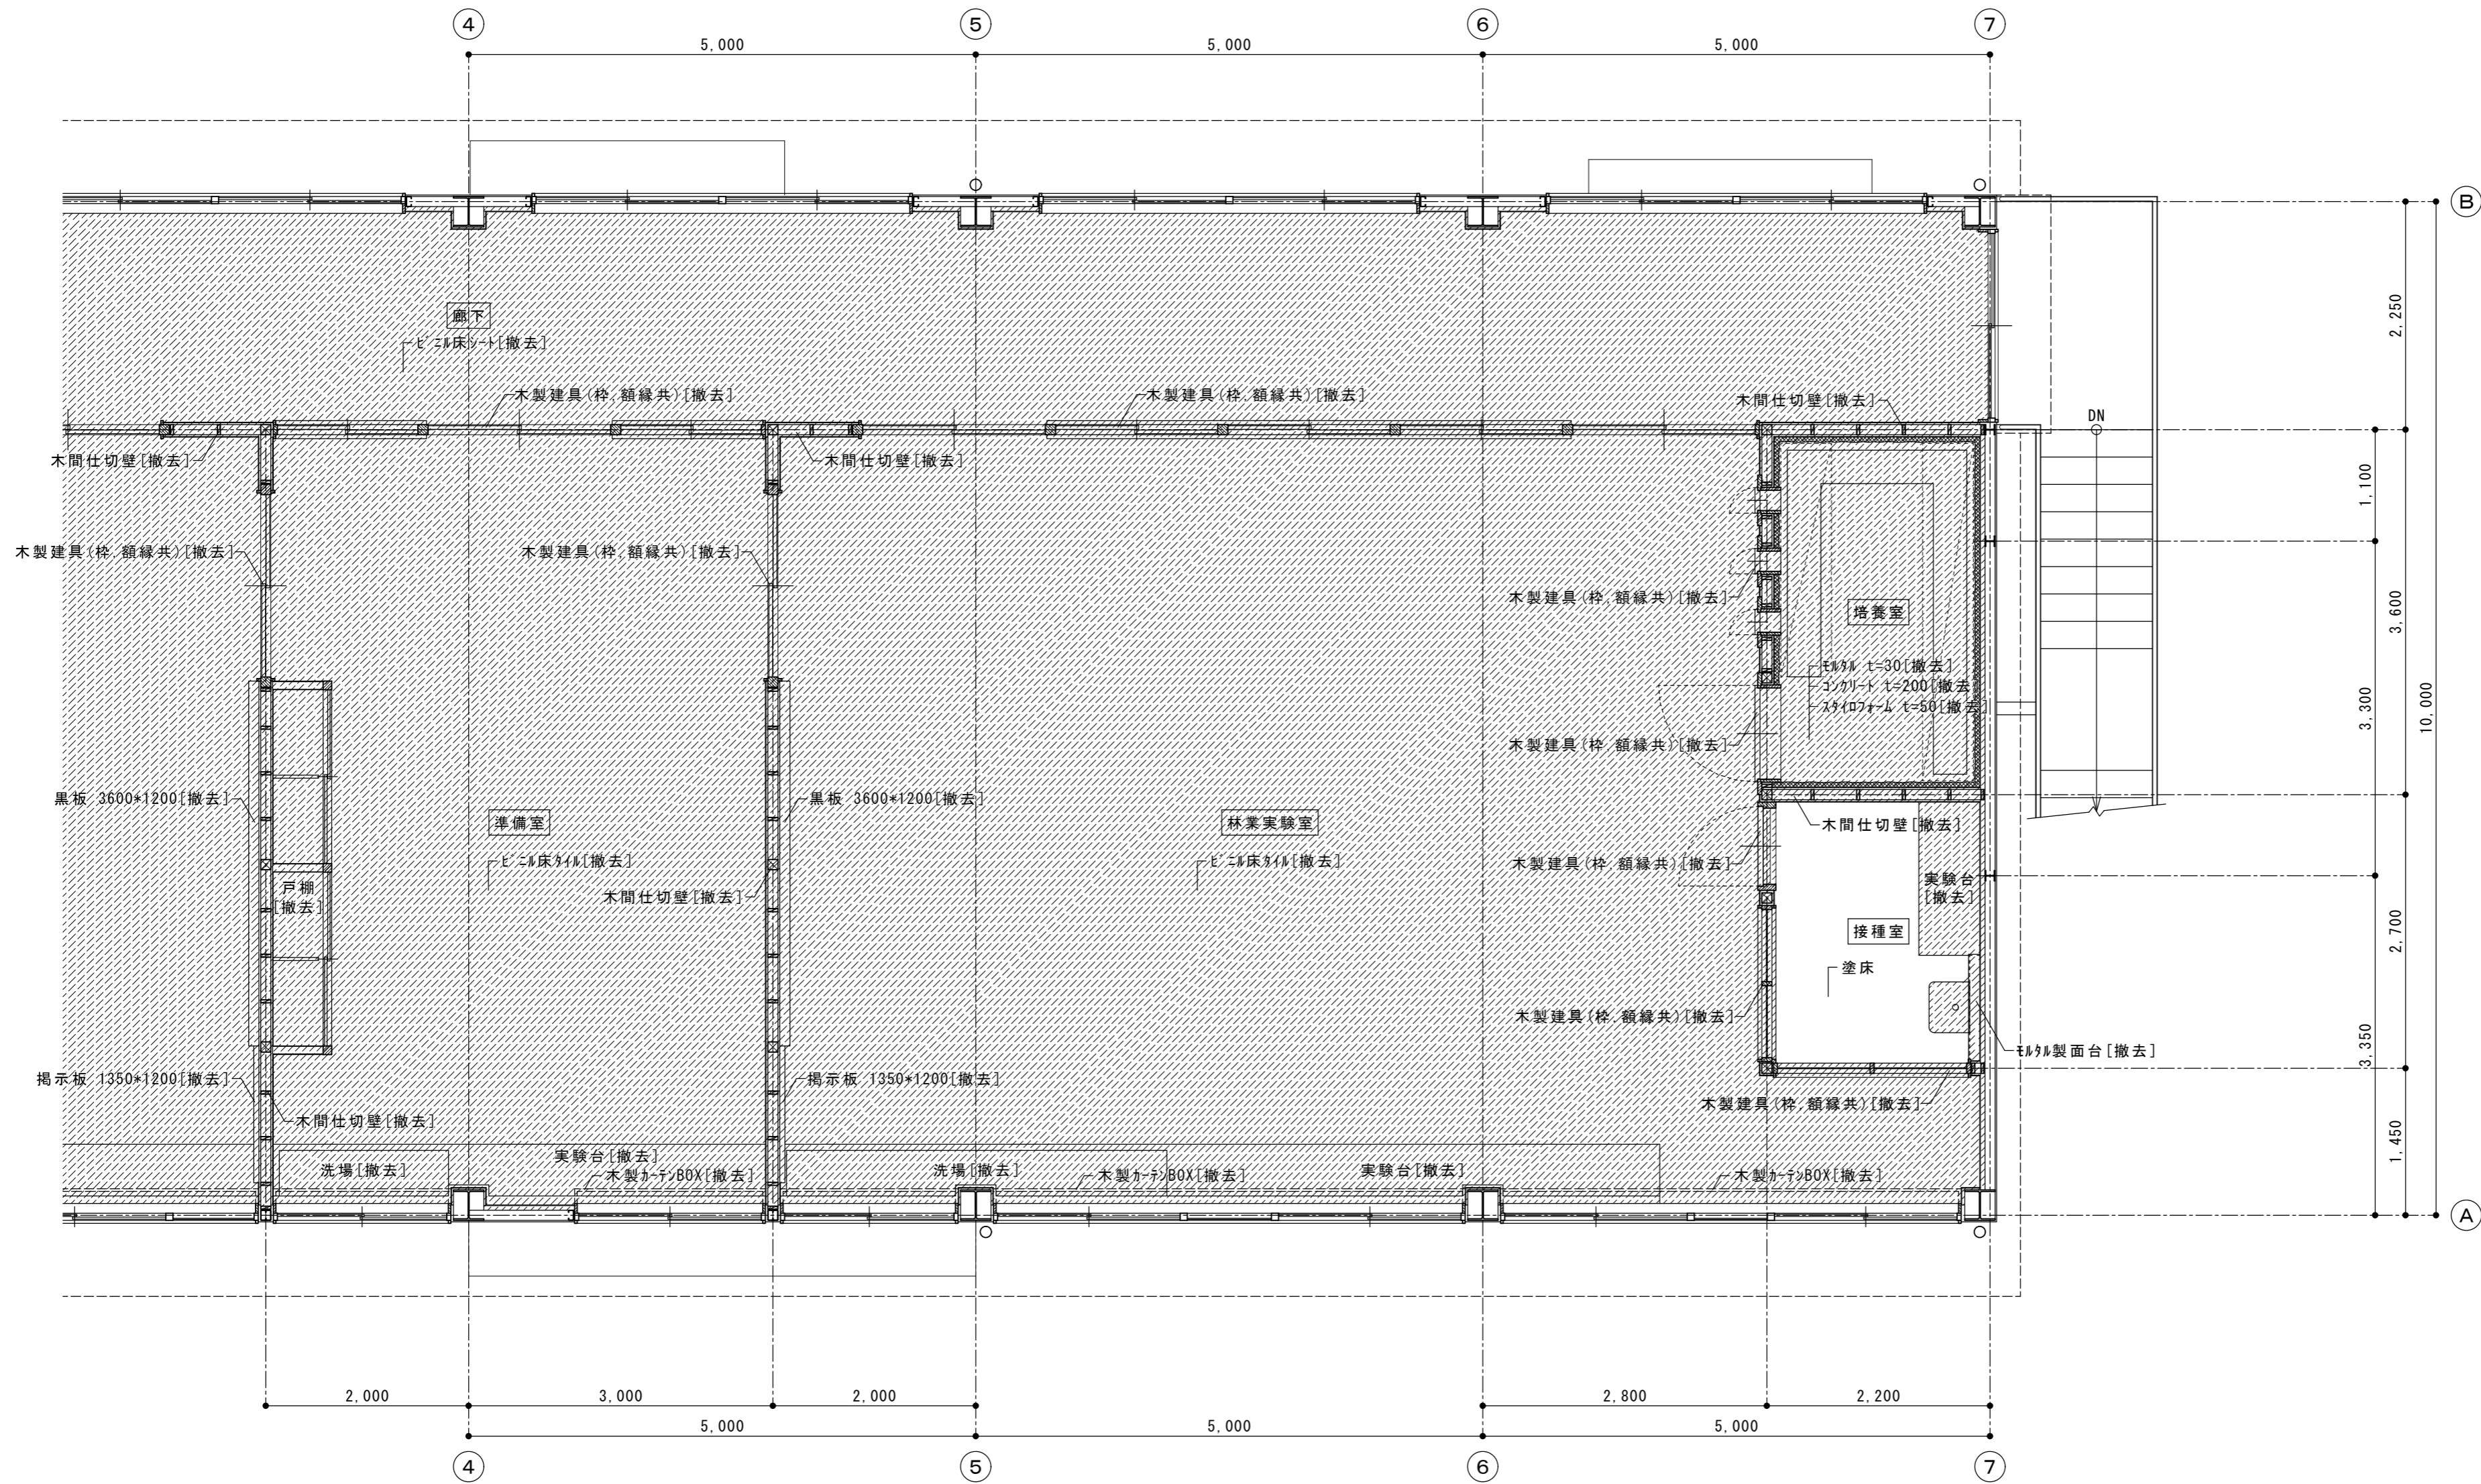 4
5
6
7
5,000
5,000
5,000
B
廊下
ビニル床シート[撤去]
木製建具(枠,額縁共)[撤去]
木製建具(枠,額縁共)[撤去]
木間仕切壁[撤去]
DN
2,250
木間仕切壁[撤去]
木間仕切壁[撤去]
1,100
木製建具(枠,額縁共)[撤去]
木製建具(枠,額縁共)[撤去]
木製建具(枠,額縁共)[撤去]
培養室
3,600
モルタル t=30[撤去]
コンクリート t=200[撤去
スタイロフォーム t=50[撤去]
3,300
10,000
木製建具(枠,額縁共)[撤去]
黒板 3600*1200[撤去]
準備室
黒板 3600*1200[撤去]
林業実験室
木間仕切壁[撤去]
ビニル床タイル[撤去]
ビニル床タイル[撤去]
木製建具(枠,額縁共)[撤去]
戸棚
[撤去]
木間仕切壁[撤去]
実験台
[撤去]
接種室
2,700
塗床
木製建具(枠,額縁共)[撤去]
モルタル製面台[撤去]
3,350
掲示板 1350*1200[撤去]
掲示板 1350*1200[撤去]
木製建具(枠,額縁共)[撤去]
木間仕切壁[撤去]
1,450
洗場[撤去]
実験台[撤去]
木製カーテンBOX[撤去]
洗場[撤去]
木製カーテンBOX[撤去]
実験台[撤去]
木製カーテンBOX[撤去]
A
2,000
3,000
2,000
2,800
2,200
5,000
5,000
5,000
4
5
6
7